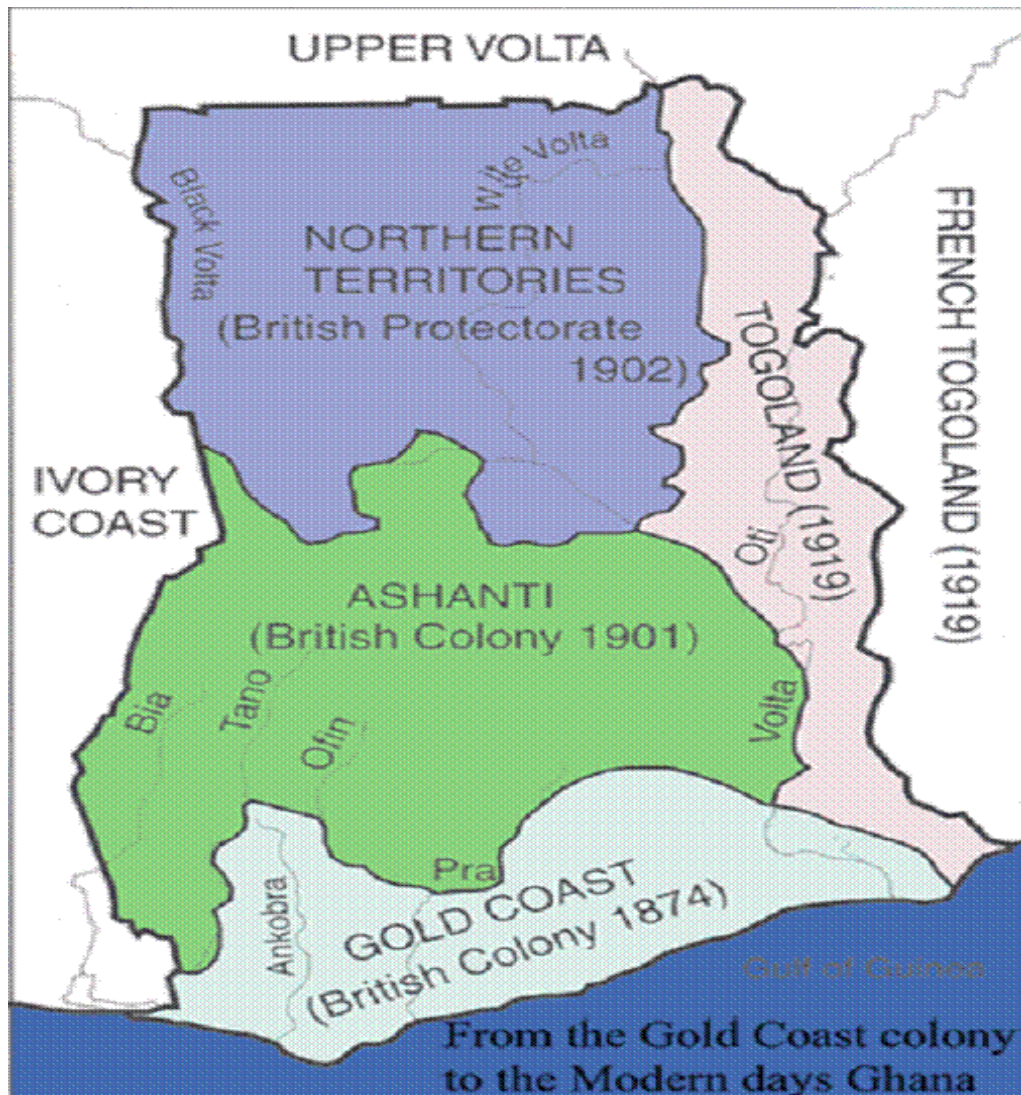 UPPER VOLTA
White Volta
Black Volta
NORTHERN
TERRITORIES
(British Protectorate
1902)
TOGOLAND (1919)
FRENCH TOGOLAND (1919)
IVORY
COAST
Oti
ASHANTI
(British Colony 1901)
Bia
Tano
Ofin
Volta
Pra
Ankobra
GOLD COAST
(British Colony 1874)
Gulf of Guinea
From the Gold Coast colony
to the Modern days Ghana